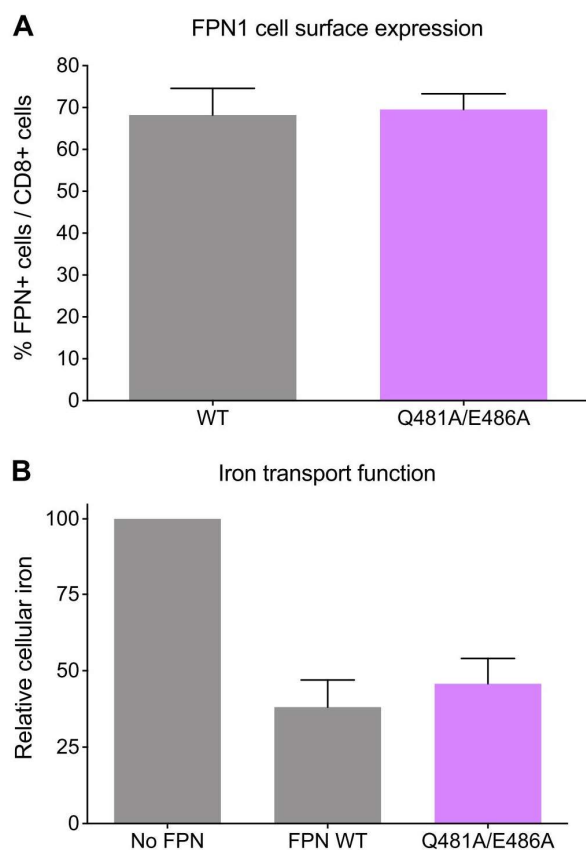 A
FPN1 cell surface expression
% FPN+ cells / CD8+ cells
80
70
60
50
40
30
20
10
0
WT
Q481A/E486A
B
Iron transport function
Relative cellular iron
100
75
50
25
0
No FPN
FPN WT
Q481A/E486A